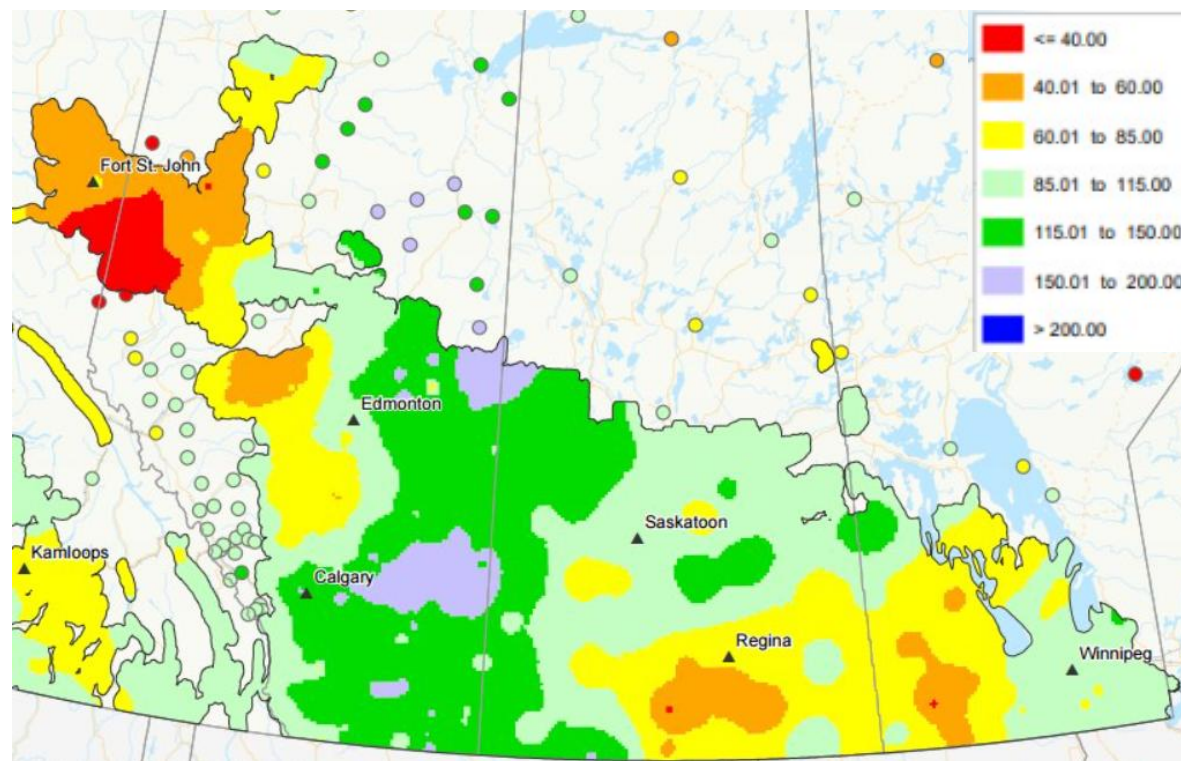 <= 40.00
40.01 to 60.00
60.01 to 85.00
85.01 to 115.00
115.01 to 150.00
150.01 to 200.00
> 200.00
Fort St. John
Edmonton
Saskatoon
Kamloops
Calgary
Regina
Winnipeg